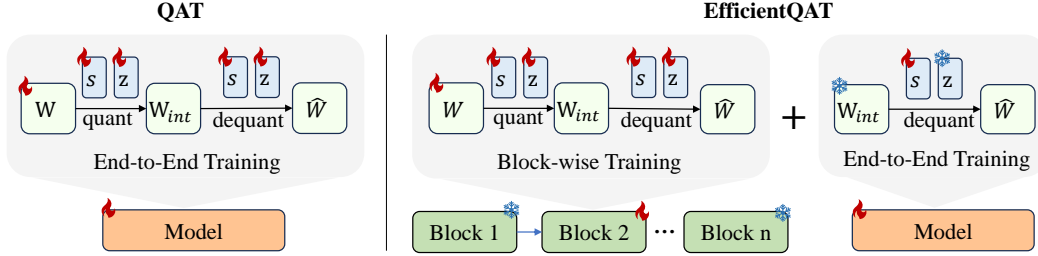 QAT
EfficientQAT
s z s z
W quant W_int dequant Ŵ
End-to-End Training
Model
s z s z
W quant W_int dequant Ŵ
Block-wise Training
Block 1 Block 2 ··· Block n
+
s z
W_int dequant Ŵ
End-to-End Training
Model